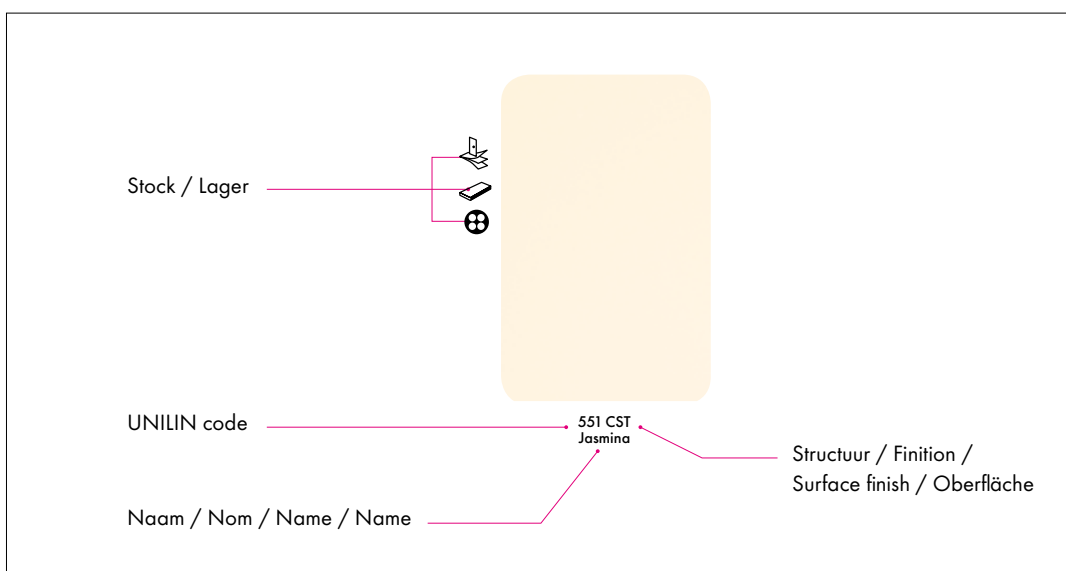 Stock / Lager
UNILIN code
551 CST
Jasmina
Structuur / Finition /
Surface finish / Oberfläche
Naam / Nom / Name / Name